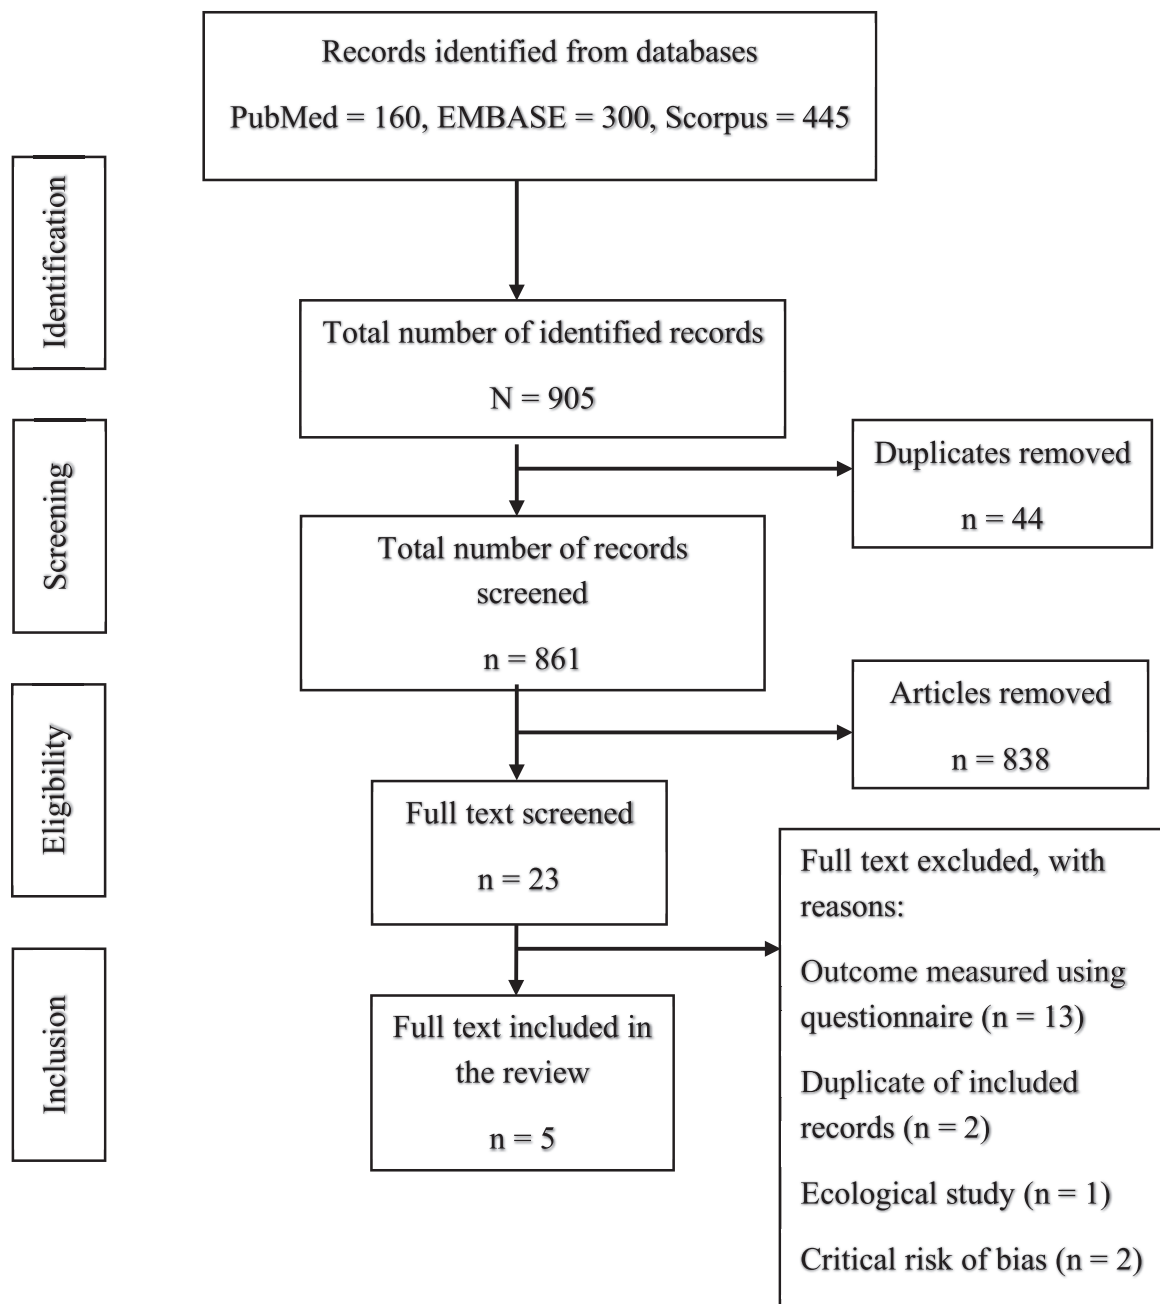 Records identified from databases
PubMed = 160, EMBASE = 300, Scorpus = 445
Identification
Total number of identified records
N = 905
Duplicates removed
n = 44
Screening
Total number of records
screened
n = 861
Articles removed
n = 838
Eligibility
Full text screened
n = 23
Full text excluded, with
reasons:
Outcome measured using
questionnaire (n = 13)
Duplicate of included
records (n = 2)
Ecological study (n = 1)
Critical risk of bias (n = 2)
Inclusion
Full text included in
the review
n = 5